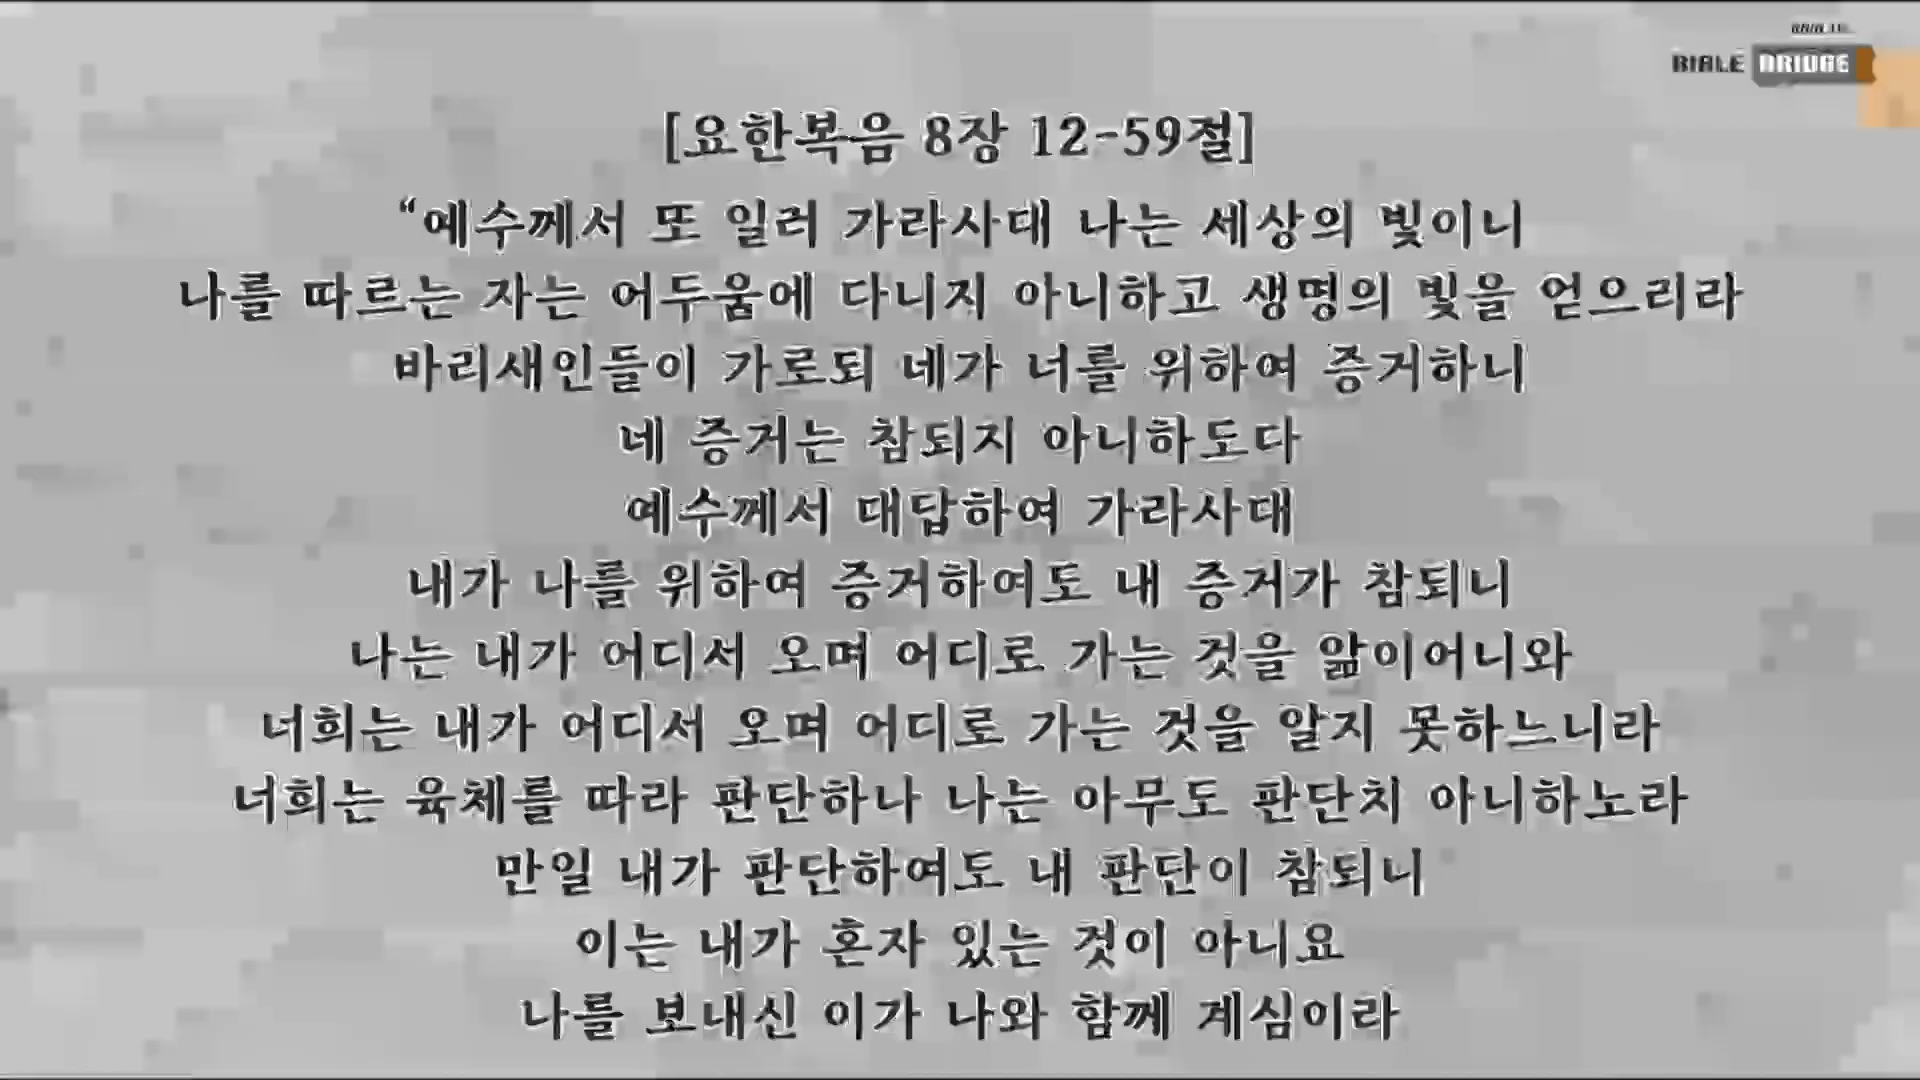 BIBLE BRIDGE
[요한복음 8장 12-59절]
“예수께서 또 일러 가라사대 나는 세상의 빛이니
나를 따르는 자는 어두움에 다니지 아니하고 생명의 빛을 얻으리라
바리새인들이 가로되 네가 너를 위하여 증거하니
네 증거는 참되지 아니하도다
예수께서 대답하여 가라사대
내가 나를 위하여 증거하여도 내 증거가 참되니
나는 내가 어디서 오며 어디로 가는 것을 앎이어니와
너희는 내가 어디서 오며 어디로 가는 것을 알지 못하느니라
너희는 육체를 따라 판단하나 나는 아무도 판단치 아니하노라
만일 내가 판단하여도 내 판단이 참되니
이는 내가 혼자 있는 것이 아니요
나를 보내신 이가 나와 함께 계심이라